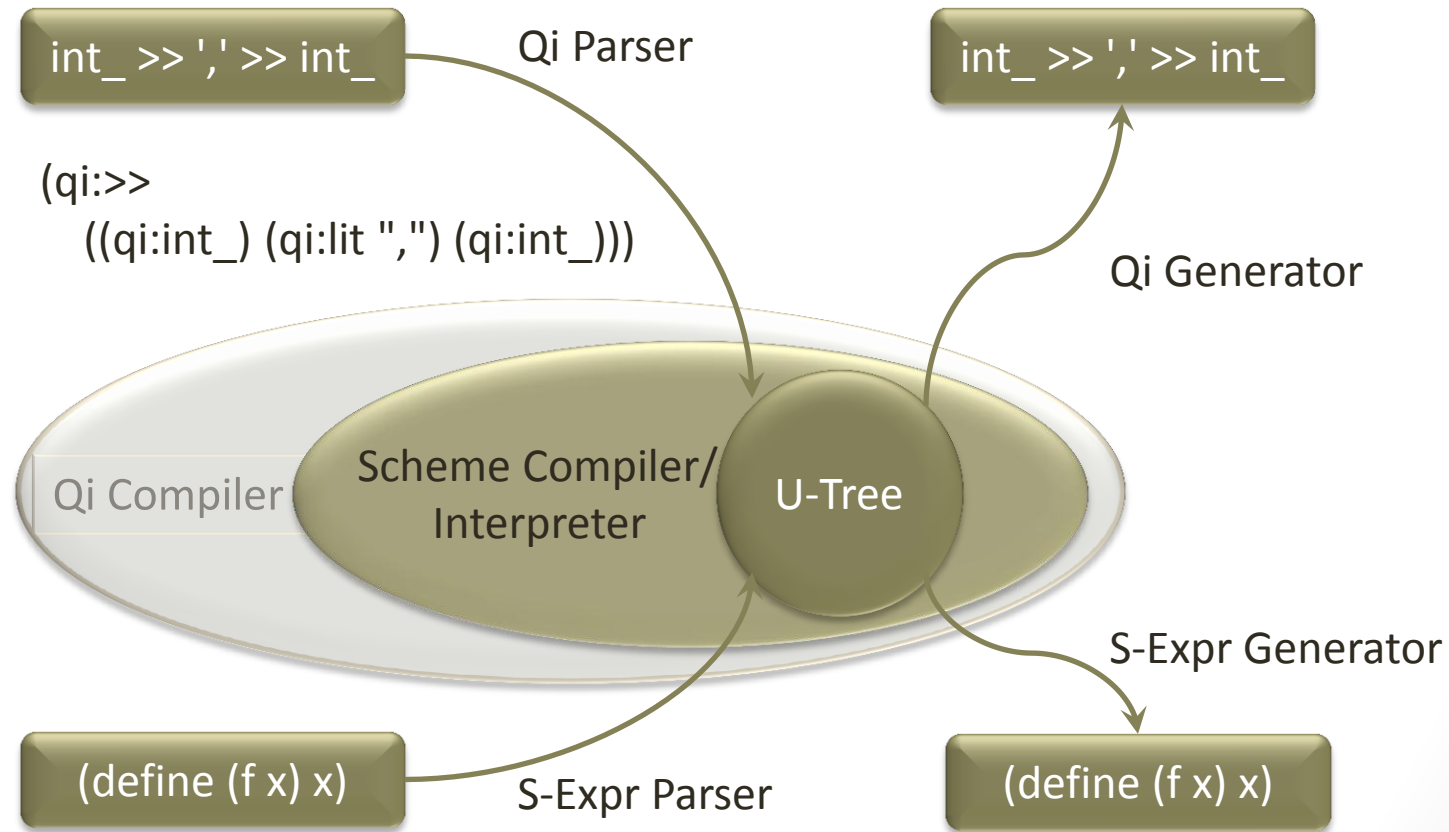 int_ >> ',' >> int_
Qi Parser
int_ >> ',' >> int_
(qi:>>
((qi:int_) (qi:lit ",") (qi:int_)))
Qi Generator
Qi Compiler
Scheme Compiler/
Interpreter
U-Tree
S-Expr Generator
(define (f x) x)
S-Expr Parser
(define (f x) x)